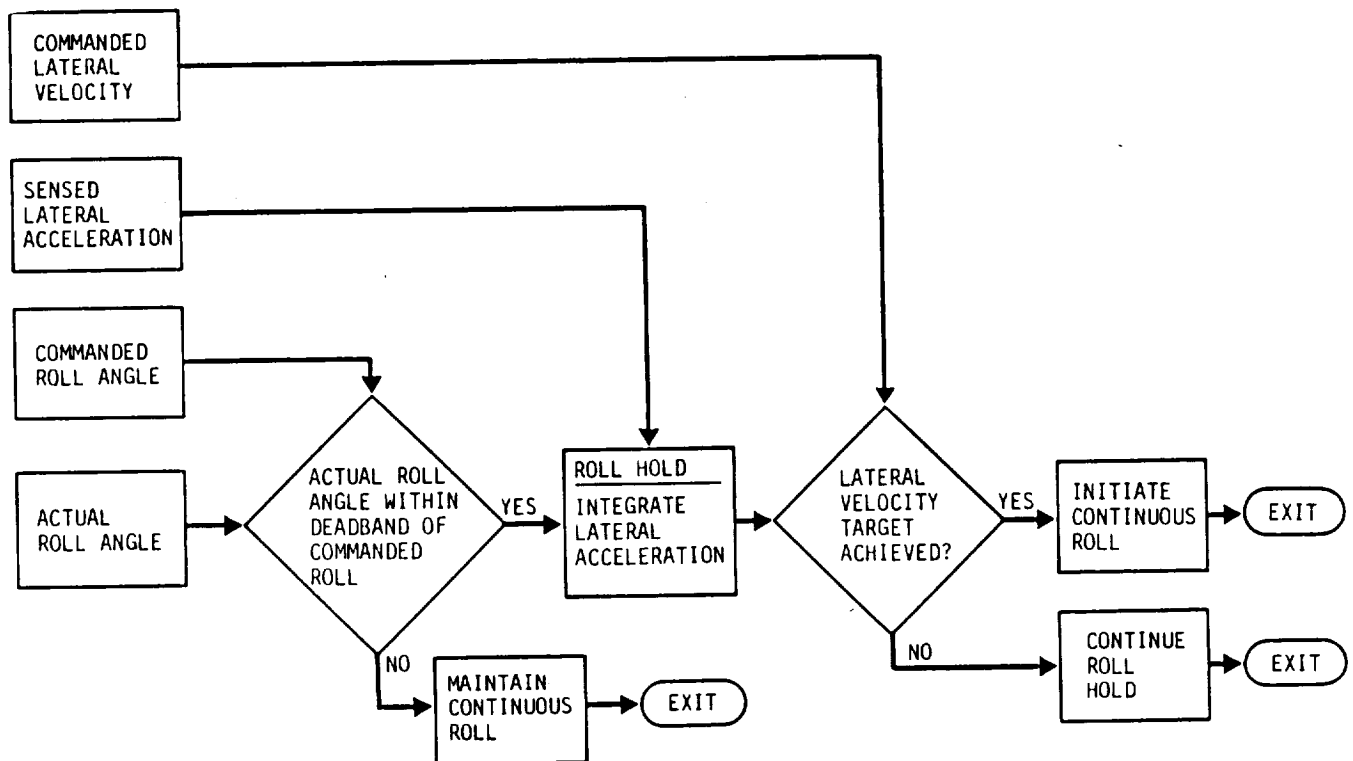 COMMANDED
LATERAL
VELOCITY
SENSED
LATERAL
ACCELERATION
COMMANDED
ROLL ANGLE
ACTUAL
ROLL ANGLE
ACTUAL ROLL
ANGLE WITHIN
DEADBAND OF
COMMANDED
ROLL
YES
NO
MAINTAIN
CONTINUOUS
ROLL
EXIT
ROLL HOLD
INTEGRATE
LATERAL
ACCELERATION
LATERAL
VELOCITY
TARGET
ACHIEVED?
YES
INITIATE
CONTINUOUS
ROLL
EXIT
NO
CONTINUE
ROLL
HOLD
EXIT